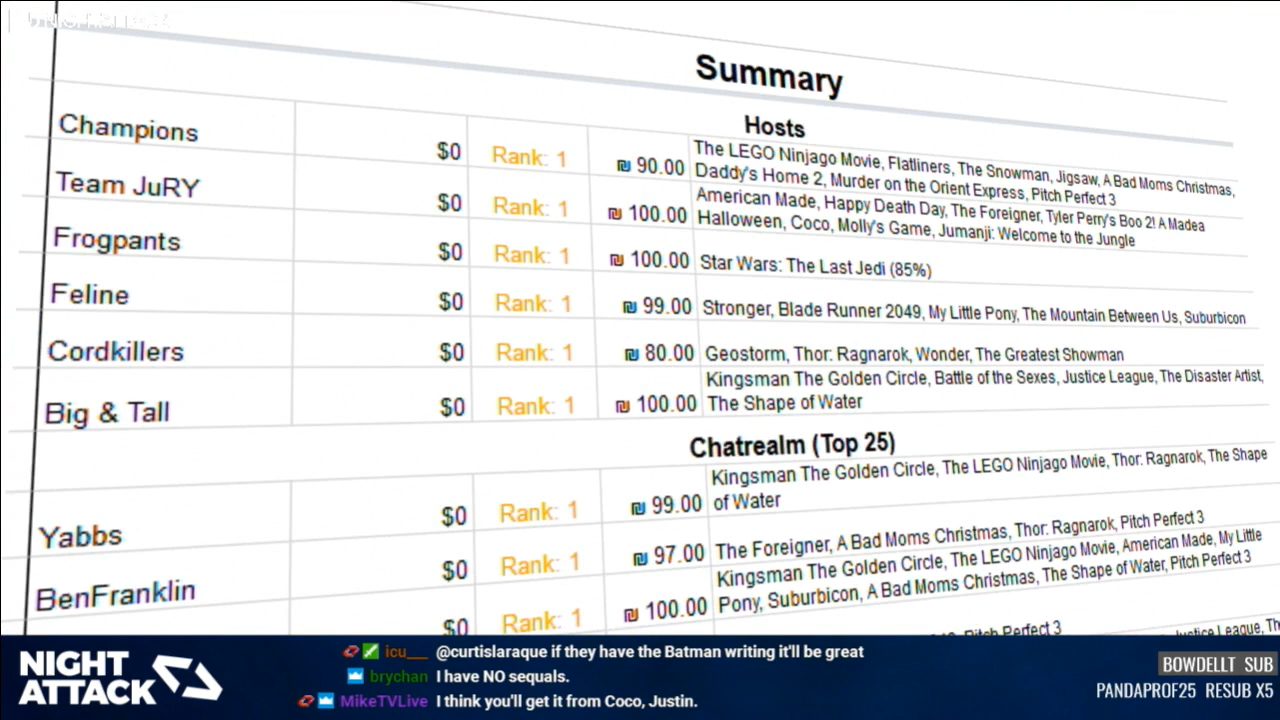 Summary
Hosts
Champions $0 Rank: 1 ₪ 90.00 The LEGO Ninjago Movie, Flatliners, The Snowman, Jigsaw, A Bad Moms Christmas,
Daddy's Home 2, Murder on the Orient Express, Pitch Perfect 3
Team JuRY $0 Rank: 1 ₪ 100.00 American Made, Happy Death Day, The Foreigner, Tyler Perry's Boo 2! A Madea
Halloween, Coco, Molly's Game, Jumanji: Welcome to the Jungle
Frogpants $0 Rank: 1 ₪ 100.00 Star Wars: The Last Jedi (85%)
Feline $0 Rank: 1 ₪ 99.00 Stronger, Blade Runner 2049, My Little Pony, The Mountain Between Us, Suburbicon
Cordkillers $0 Rank: 1 ₪ 80.00 Geostorm, Thor: Ragnarok, Wonder, The Greatest Showman
Big & Tall $0 Rank: 1 ₪ 100.00 Kingsman The Golden Circle, Battle of the Sexes, Justice League, The Disaster Artist,
The Shape of Water
Chatrealm (Top 25)
Yabbs $0 Rank: 1 ₪ 99.00 Kingsman The Golden Circle, The LEGO Ninjago Movie, Thor: Ragnarok, The Shape
of Water
BenFranklin $0 Rank: 1 ₪ 97.00 The Foreigner, A Bad Moms Christmas, Thor: Ragnarok, Pitch Perfect 3
$0 Rank: 1 ₪ 100.00 Kingsman The Golden Circle, The LEGO Ninjago Movie, American Made, My Little
Pony, Suburbicon, A Bad Moms Christmas, The Shape of Water, Pitch Perfect 3
Pitch Perfect 3
Justice League,
NIGHT
ATTACK
icu___ @curtislaraque if they have the Batman writing it'll be great
brychan I have NO sequals.
MikeTVLive I think you'll get it from Coco, Justin.
BOWDELLT SUB
PANDAPROF25 RESUB X5